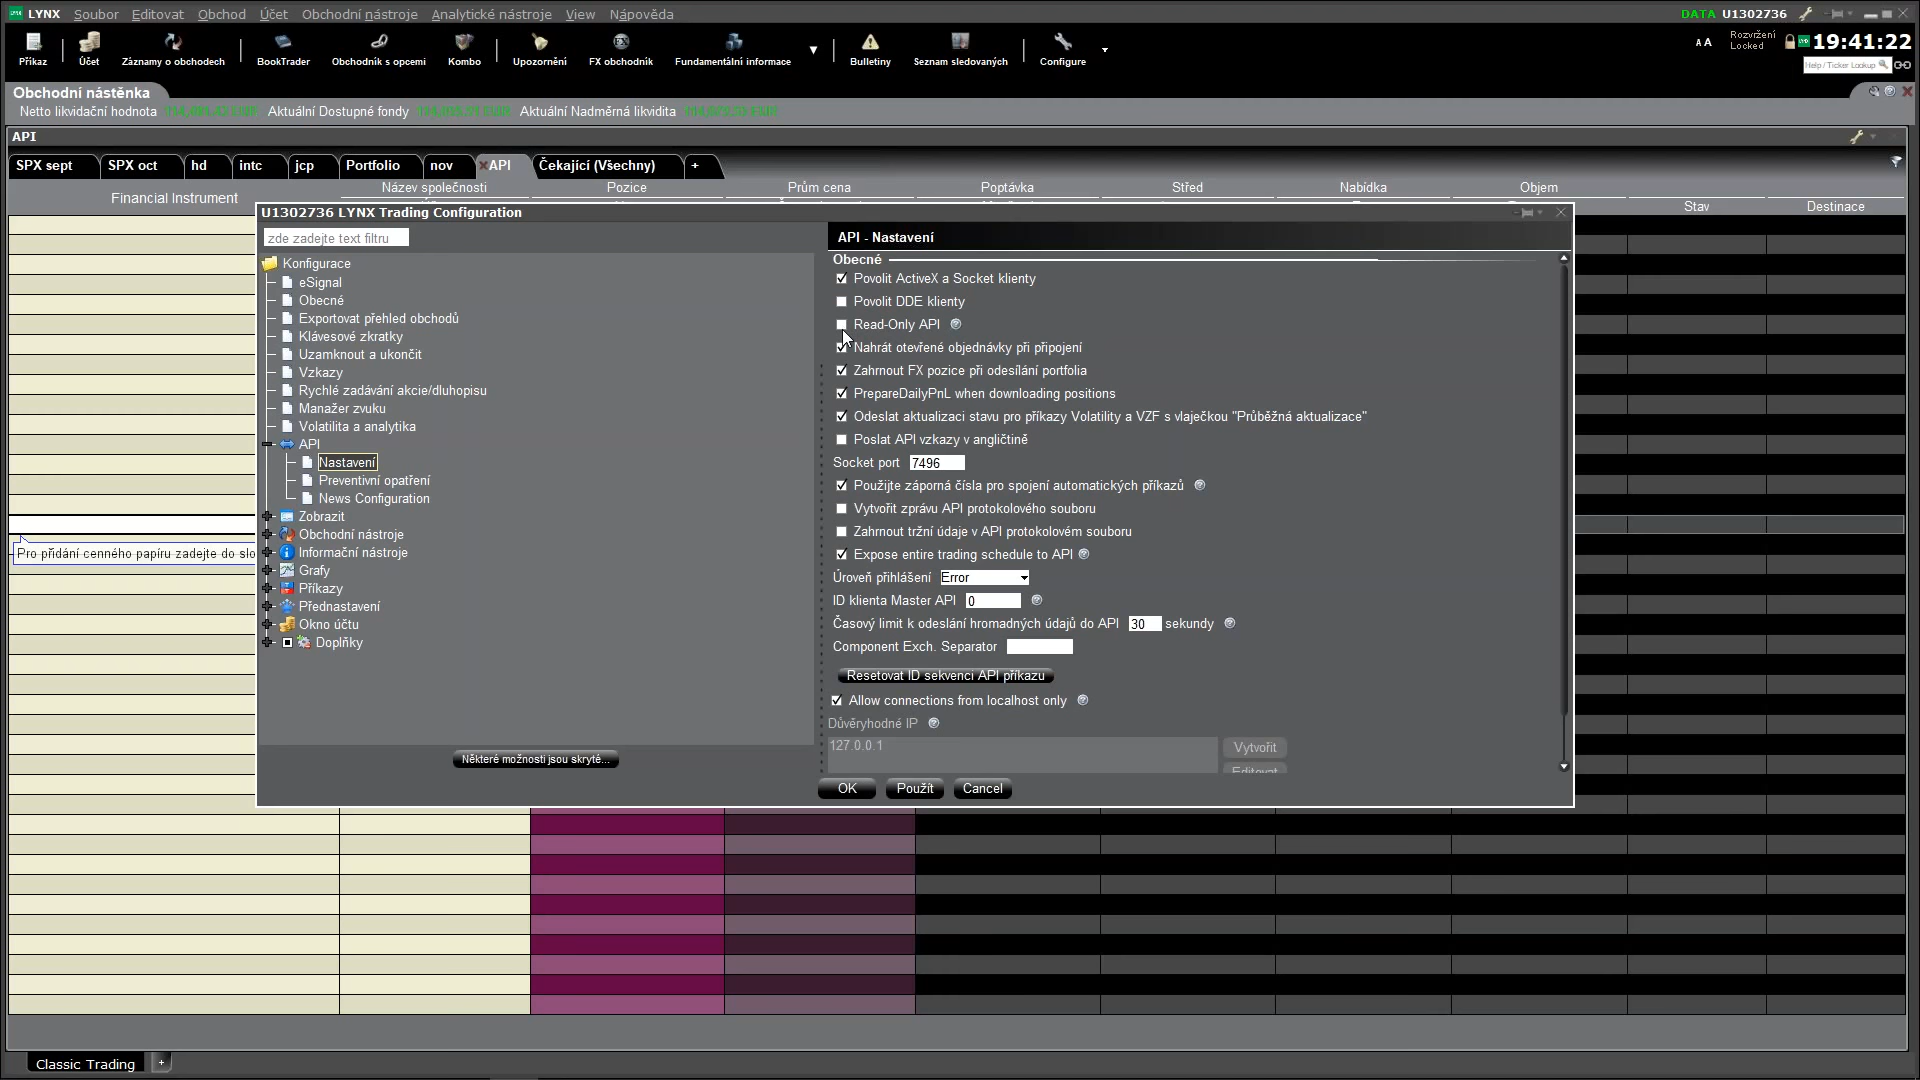 LYNX Soubor Editovat Obchod Účet Obchodní nástroje Analytické nástroje View Nápověda DATA U1302736
Příkaz Účet Záznamy o obchodech BookTrader Obchodník s opcemi Kombo Upozornění FX obchodník Fundamentální informace Bulletiny Seznam sledovaných Configure
A A Rozvržení Locked 19:41:22
Help / Ticker Lookup
Obchodní nástěnka
Netto likvidační hodnota Aktuální Dostupné fondy Aktuální Nadměrná likvidita
API
SPX sept SPX oct hd intc jcp Portfolio nov API Čekající (Všechny) +
Financial Instrument Název společnosti Pozice Prům cena Poptávka Střed Nabídka Objem
Stav Destinace
U1302736 LYNX Trading Configuration
zde zadejte text filtru
Konfigurace
eSignal
Obecné
Exportovat přehled obchodů
Klávesové zkratky
Uzamknout a ukončit
Vzkazy
Rychlé zadávání akcie/dluhopisu
Manažer zvuku
Volatilita a analytika
API
Nastavení
Preventivní opatření
News Configuration
Zobrazit
Obchodní nástroje
Informační nástroje
Grafy
Příkazy
Přednastavení
Okno účtu
Doplňky
Některé možnosti jsou skryté...
Pro přidání cenného papíru zadejte do slo
API - Nastavení
Obecné
Povolit ActiveX a Socket klienty
Povolit DDE klienty
Read-Only API
Nahrát otevřené objednávky při připojení
Zahrnout FX pozice při odesílání portfolia
PrepareDailyPnL when downloading positions
Odeslat aktualizaci stavu pro příkazy Volatility a VZF s vlaječkou "Průběžná aktualizace"
Poslat API vzkazy v angličtině
Socket port 7496
Použijte záporná čísla pro spojení automatických příkazů
Vytvořit zprávu API protokolového souboru
Zahrnout tržní údaje v API protokolovém souboru
Expose entire trading schedule to API
Úroveň přihlášení Error
ID klienta Master API 0
Časový limit k odeslání hromadných údajů do API 30 sekundy
Component Exch. Separator
Resetovat ID sekvenci API příkazu
Allow connections from localhost only
Důvěryhodné IP
127.0.0.1 Vytvořit
Editovat
OK Použít Cancel
Classic Trading +